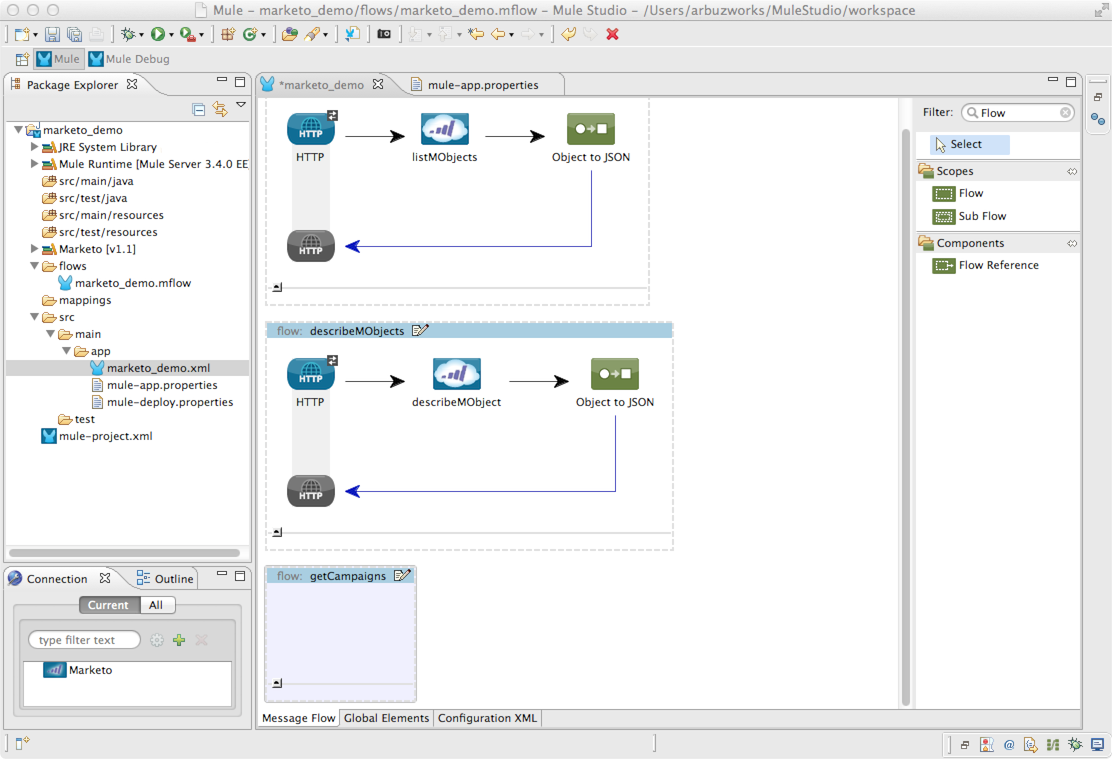 Mule – marketo_demo/flows/marketo_demo.mflow – Mule Studio – /Users/arbuzworks/MuleStudio/workspace
Mule
Mule Debug
Package Explorer
marketo_demo
JRE System Library
Mule Runtime [Mule Server 3.4.0 EE
src/main/java
src/test/java
src/main/resources
src/test/resources
Marketo [v1.1]
flows
marketo_demo.mflow
mappings
src
main
app
marketo_demo.xml
mule-app.properties
mule-deploy.properties
test
mule-project.xml
Connection
Outline
Current
All
type filter text
Marketo
*marketo_demo
mule-app.properties
HTTP
HTTP
listMObjects
Object to JSON
HTTP
flow: describeMObjects
HTTP
HTTP
describeMObject
Object to JSON
HTTP
flow: getCampaigns
Message Flow
Global Elements
Configuration XML
Filter:
Flow
Select
Scopes
Flow
Sub Flow
Components
Flow Reference